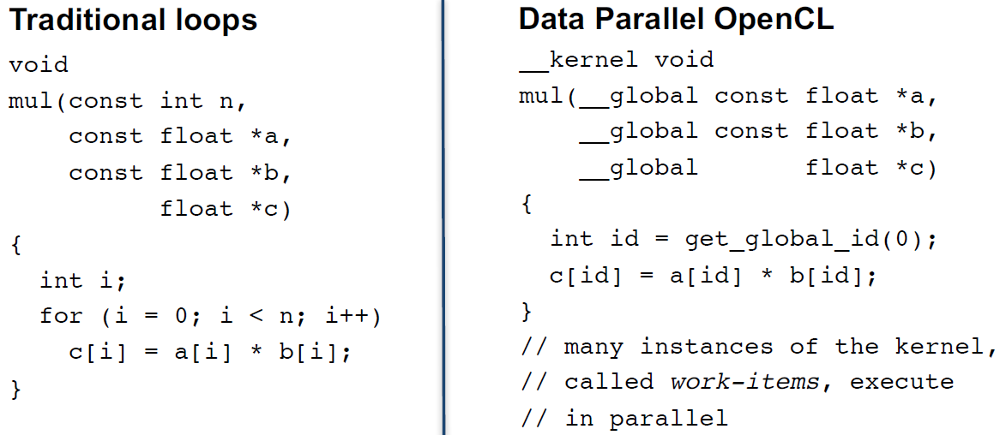 Traditional loops
void
mul(const int n,
    const float *a,
    const float *b,
          float *c)
{
  int i;
  for (i = 0; i < n; i++)
    c[i] = a[i] * b[i];
}
Data Parallel OpenCL
__kernel void
mul(__global const float *a,
    __global const float *b,
    __global       float *c)
{
  int id = get_global_id(0);
  c[id] = a[id] * b[id];
}
// many instances of the kernel,
// called work-items, execute
// in parallel